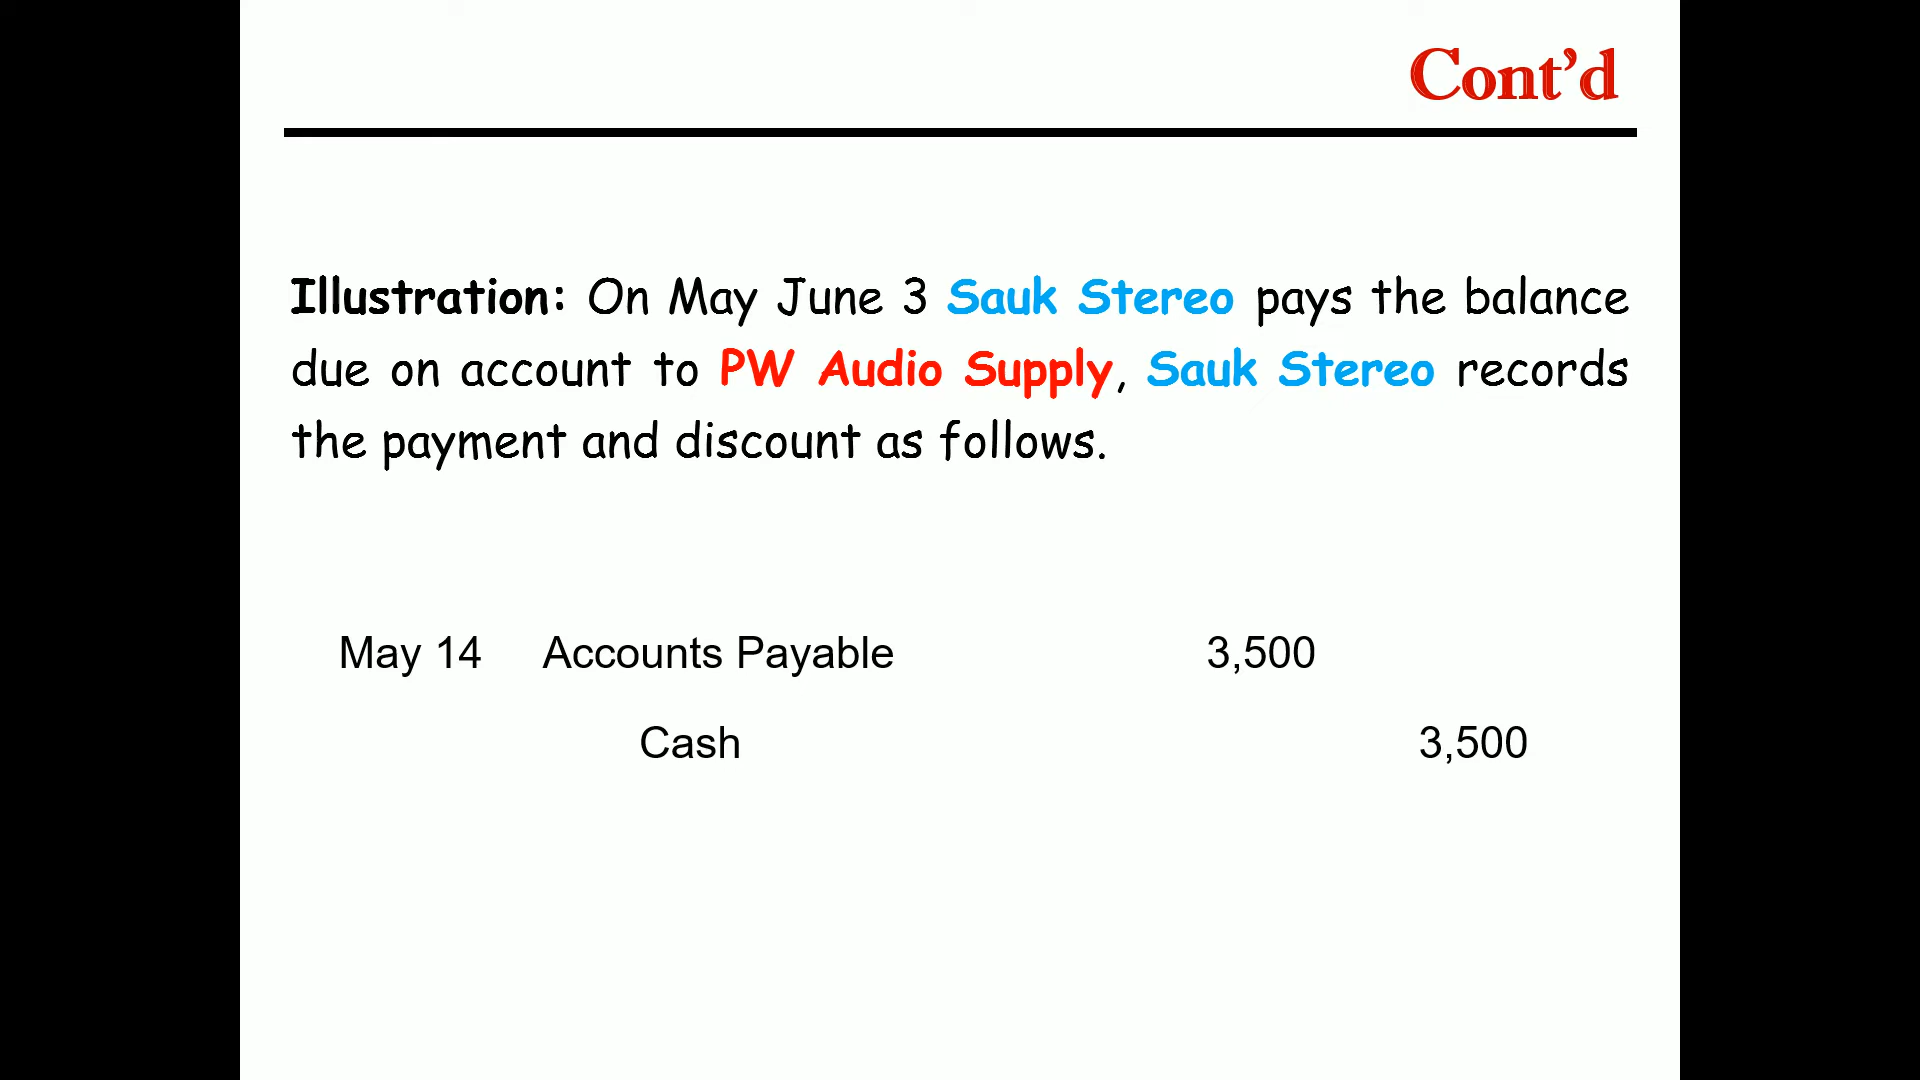 Cont’d
Illustration: On May June 3 Sauk Stereo pays the balance
due on account to PW Audio Supply, Sauk Stereo records
the payment and discount as follows.
May 14 Accounts Payable 3,500
Cash 3,500